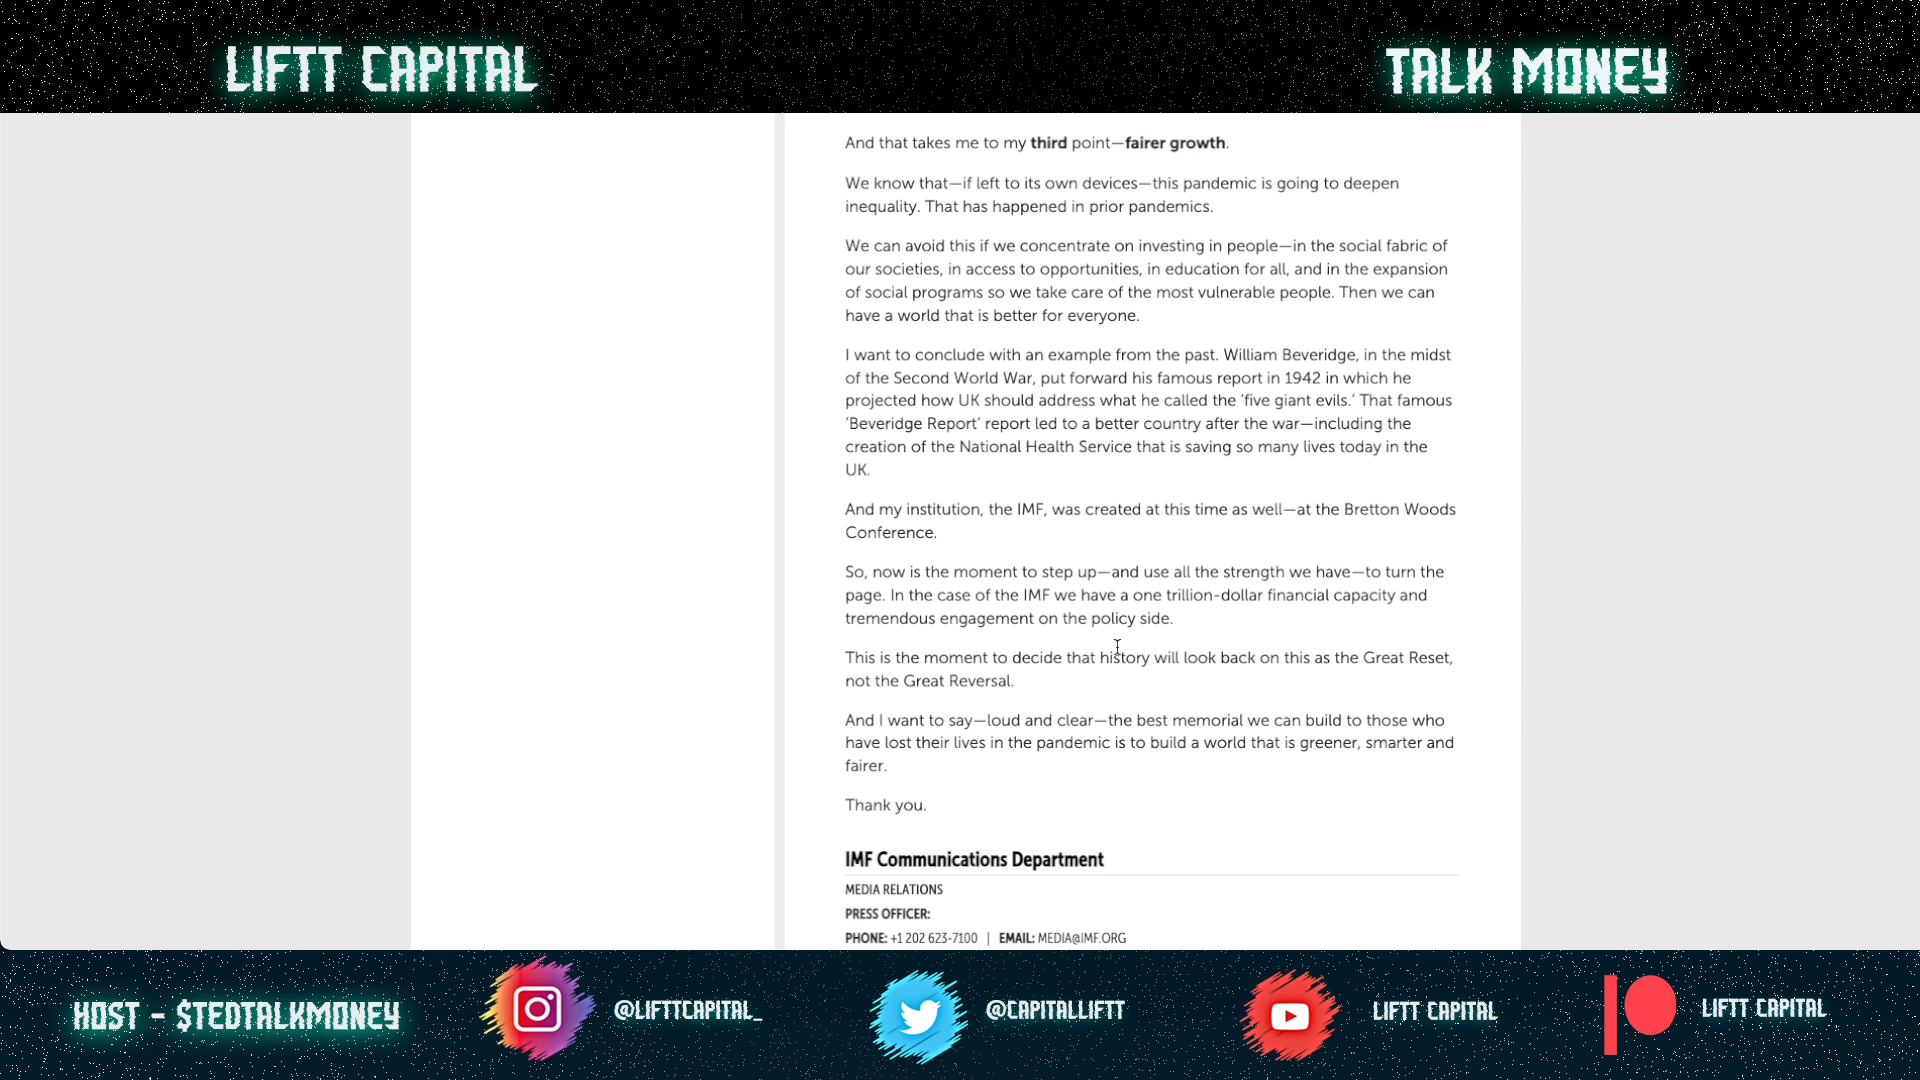 LIFTT CAPITAL
TALK MONEY
And that takes me to my third point—fairer growth.
We know that—if left to its own devices—this pandemic is going to deepen
inequality. That has happened in prior pandemics.
We can avoid this if we concentrate on investing in people—in the social fabric of
our societies, in access to opportunities, in education for all, and in the expansion
of social programs so we take care of the most vulnerable people. Then we can
have a world that is better for everyone.
I want to conclude with an example from the past. William Beveridge, in the midst
of the Second World War, put forward his famous report in 1942 in which he
projected how UK should address what he called the ‘five giant evils.’ That famous
‘Beveridge Report’ report led to a better country after the war—including the
creation of the National Health Service that is saving so many lives today in the
UK.
And my institution, the IMF, was created at this time as well—at the Bretton Woods
Conference.
So, now is the moment to step up—and use all the strength we have—to turn the
page. In the case of the IMF we have a one trillion-dollar financial capacity and
tremendous engagement on the policy side.
This is the moment to decide that history will look back on this as the Great Reset,
not the Great Reversal.
And I want to say—loud and clear—the best memorial we can build to those who
have lost their lives in the pandemic is to build a world that is greener, smarter and
fairer.
Thank you.
IMF Communications Department
MEDIA RELATIONS
PRESS OFFICER:
PHONE: +1 202 623-7100 | EMAIL: MEDIA@IMF.ORG
HOST - $TEDTALKMONEY
@LIFTTCAPITAL_
@CAPITALLIFTT
LIFTT CAPITAL
LIFTT CAPITAL